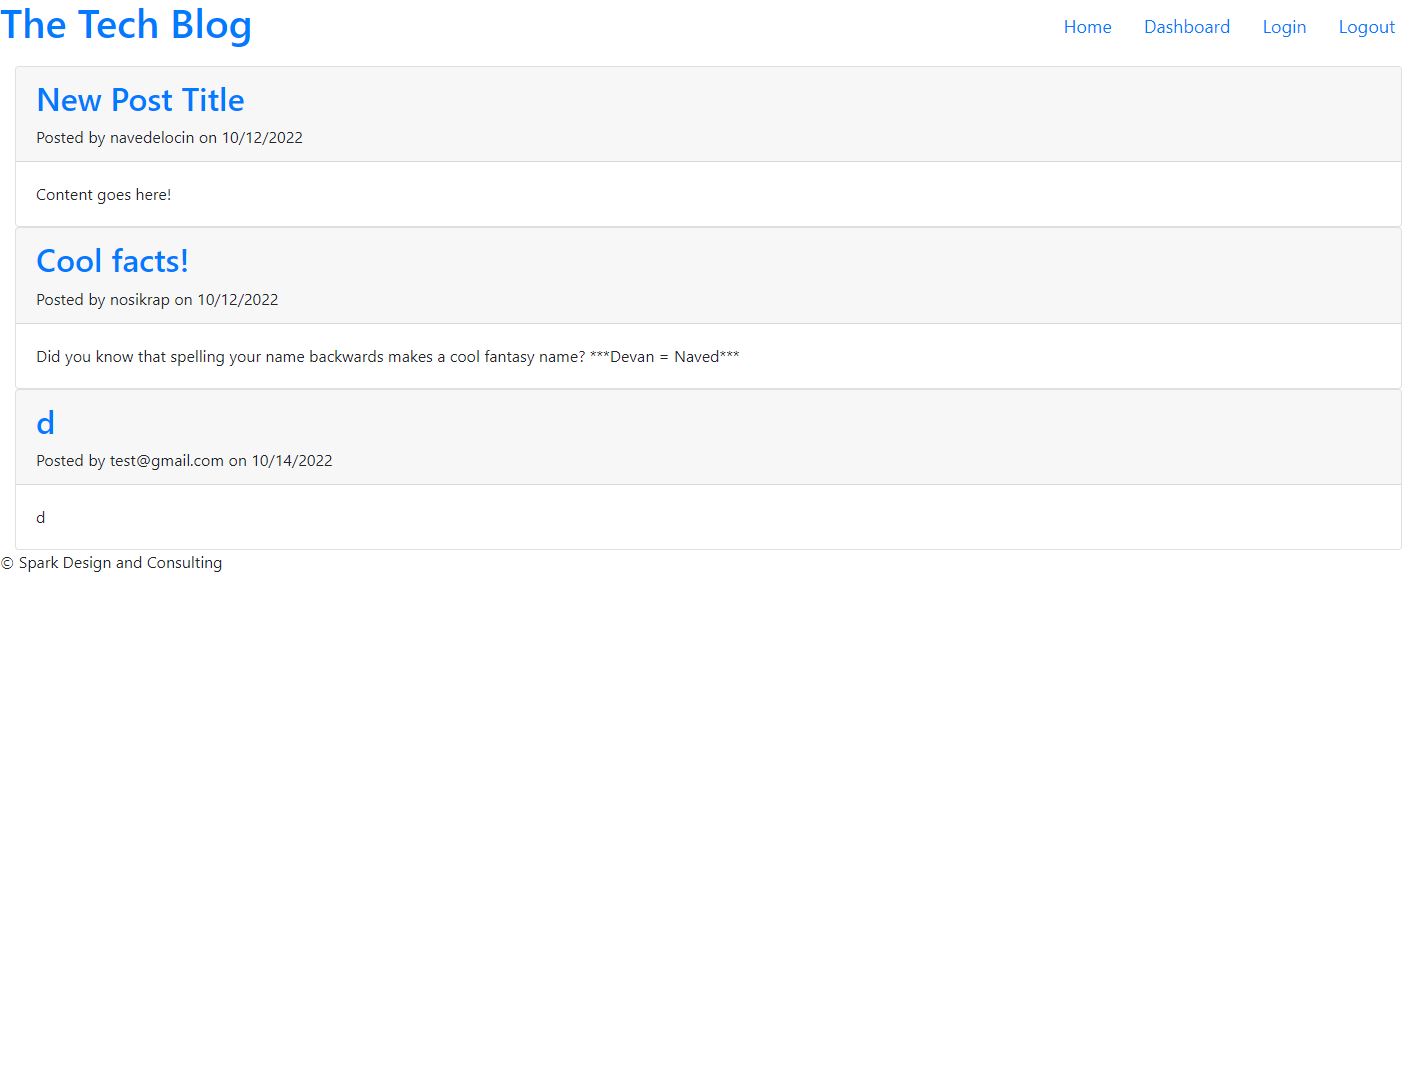 The Tech Blog
Home Dashboard Login Logout
New Post Title
Posted by navedelocin on 10/12/2022
Content goes here!
Cool facts!
Posted by nosikrap on 10/12/2022
Did you know that spelling your name backwards makes a cool fantasy name? ***Devan = Naved***
d
Posted by test@gmail.com on 10/14/2022
d
© Spark Design and Consulting